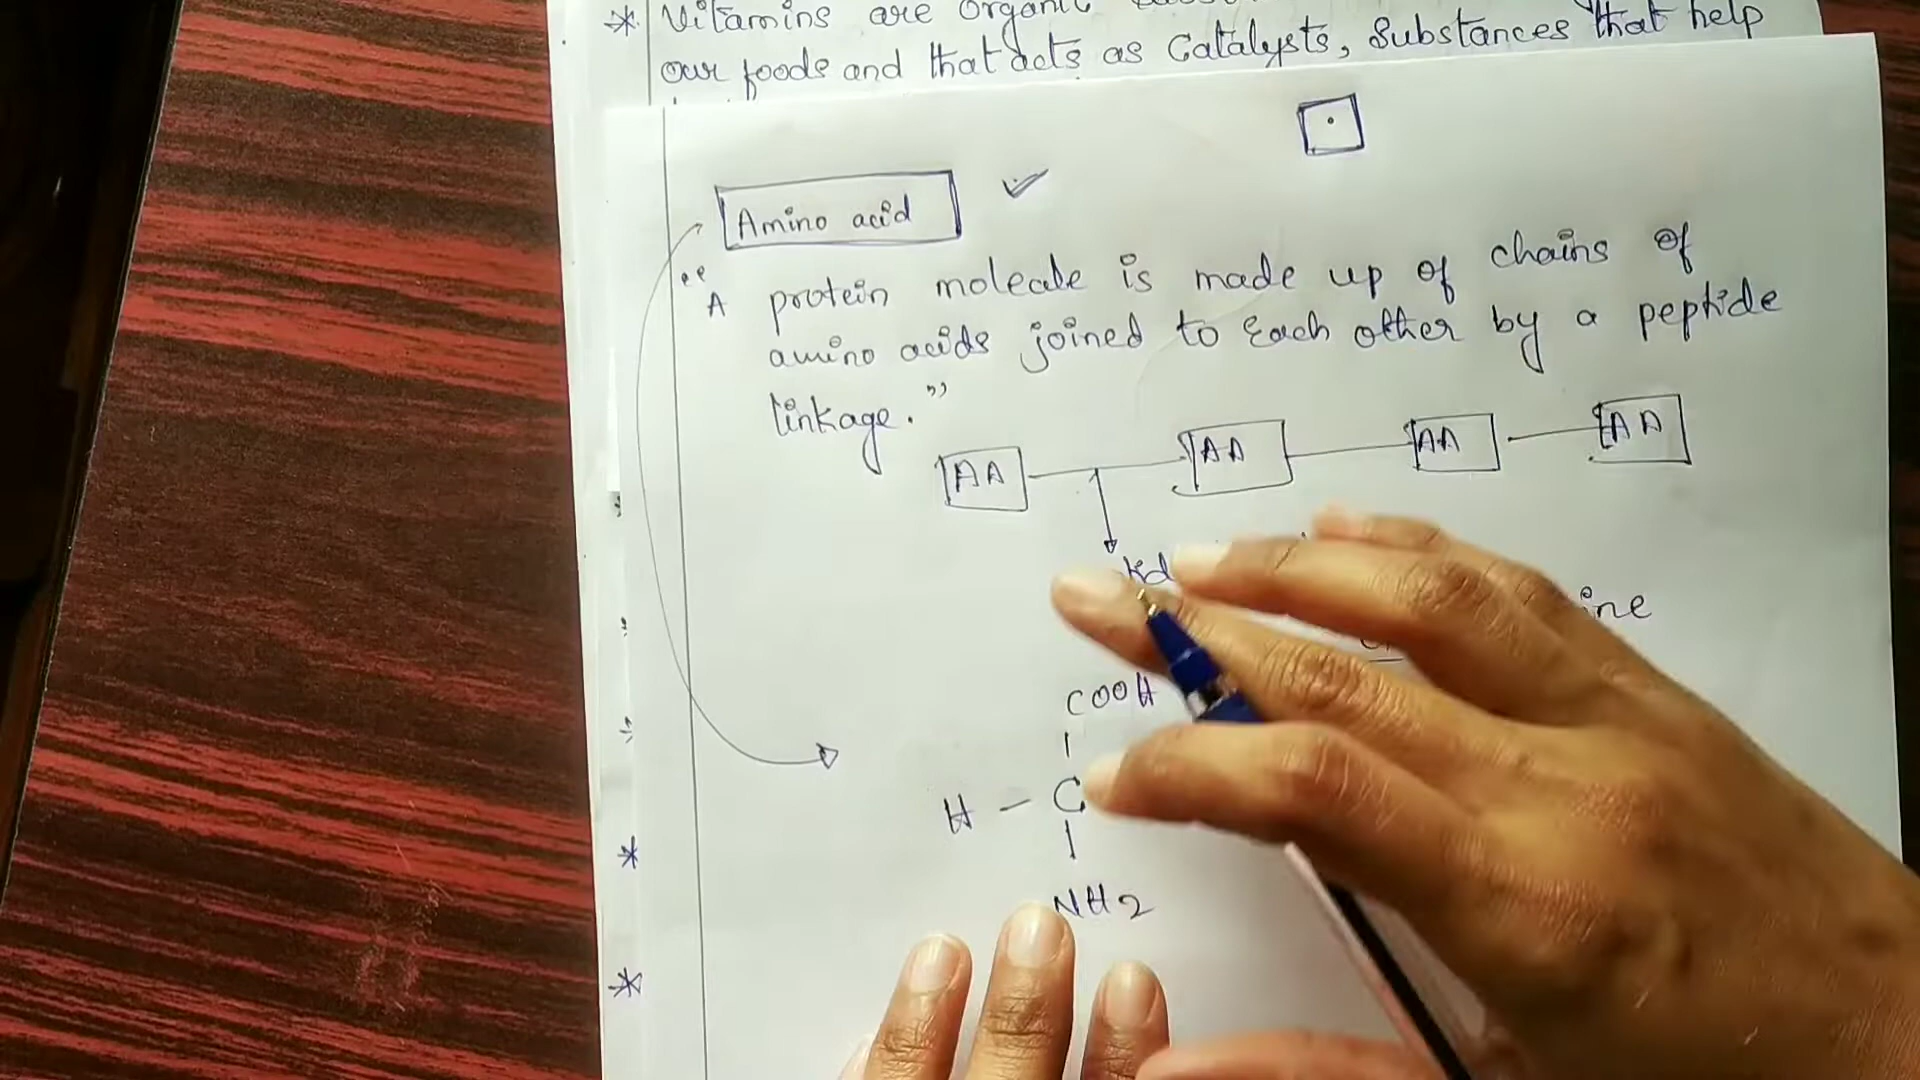 * Vitamins are Organic
our foods and that acts as Catalysts, Substances that help
Amino acid
"A protein molecule is made up of chains of
amino acids joined to Each other by a peptide
linkage."
AA AA AA AA
ine
COOH
H - C
NH2
*
*